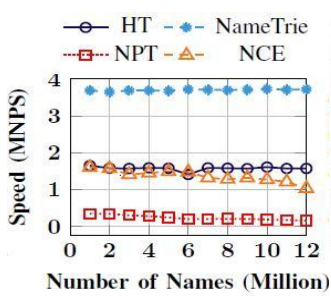 HT NameTrie
NPT NCE
4
3
2
1
0
0 2 4 6 8 10 12
Speed (MNPS)
Number of Names (Million)